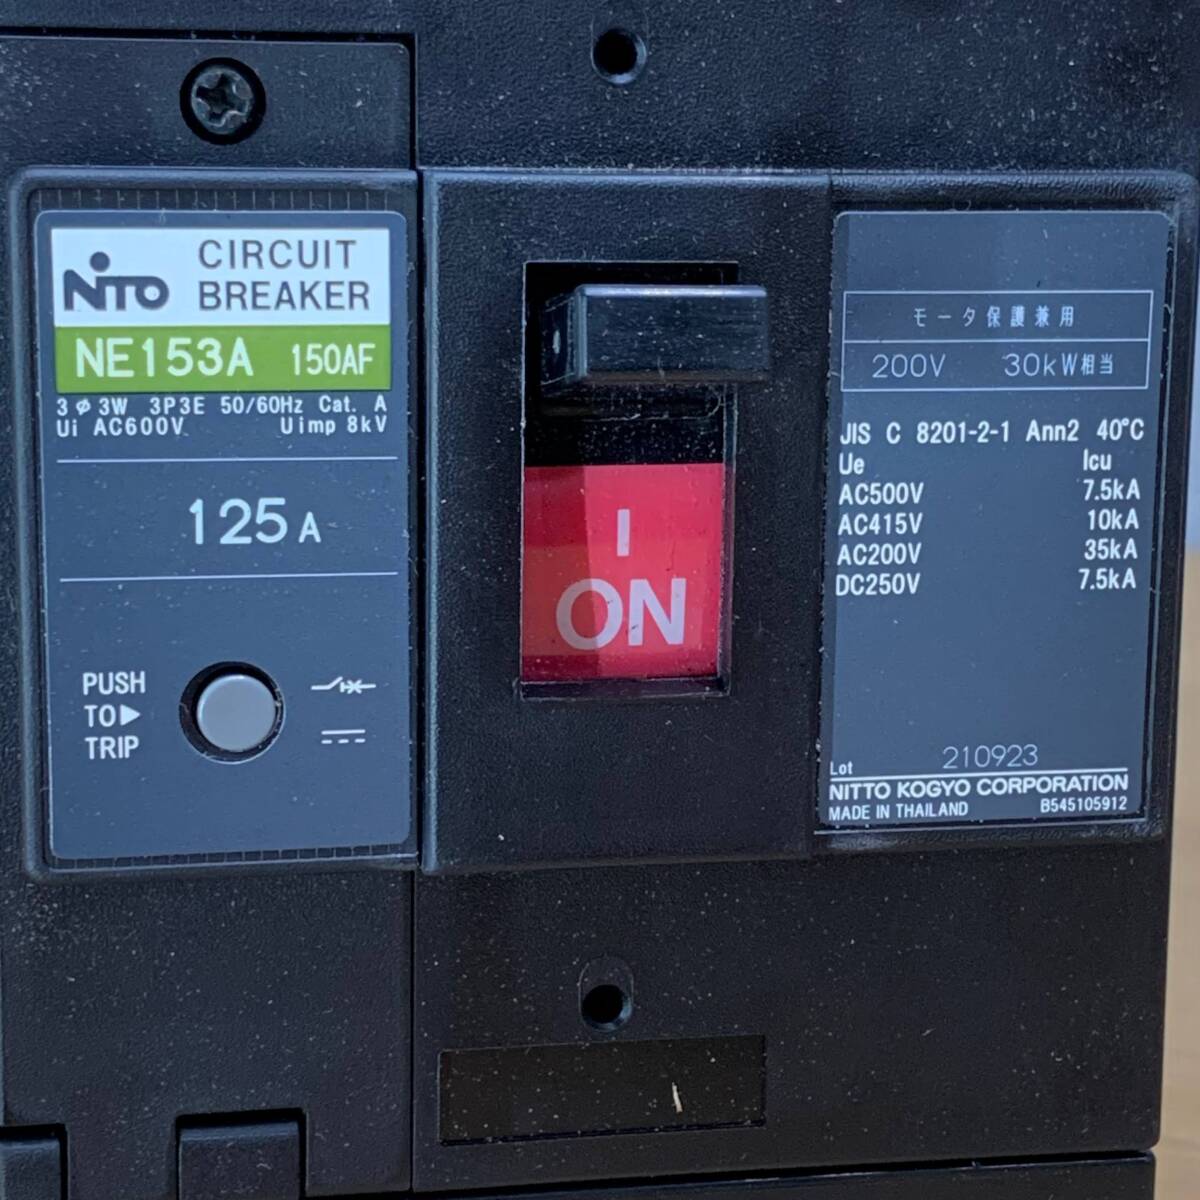 NITO
CIRCUIT
BREAKER
NE153A 150AF
3φ3W 3P3E 50/60Hz Cat. A
Ui AC600V Uimp 8kV
125A
PUSH
TO▶
TRIP
I
ON
モータ保護兼用
200V 30kW相当
JIS C 8201-2-1 Ann2 40°C
Ue Icu
AC500V 7.5kA
AC415V 10kA
AC200V 35kA
DC250V 7.5kA
Lot 210923
NITTO KOGYO CORPORATION
MADE IN THAILAND B545105912